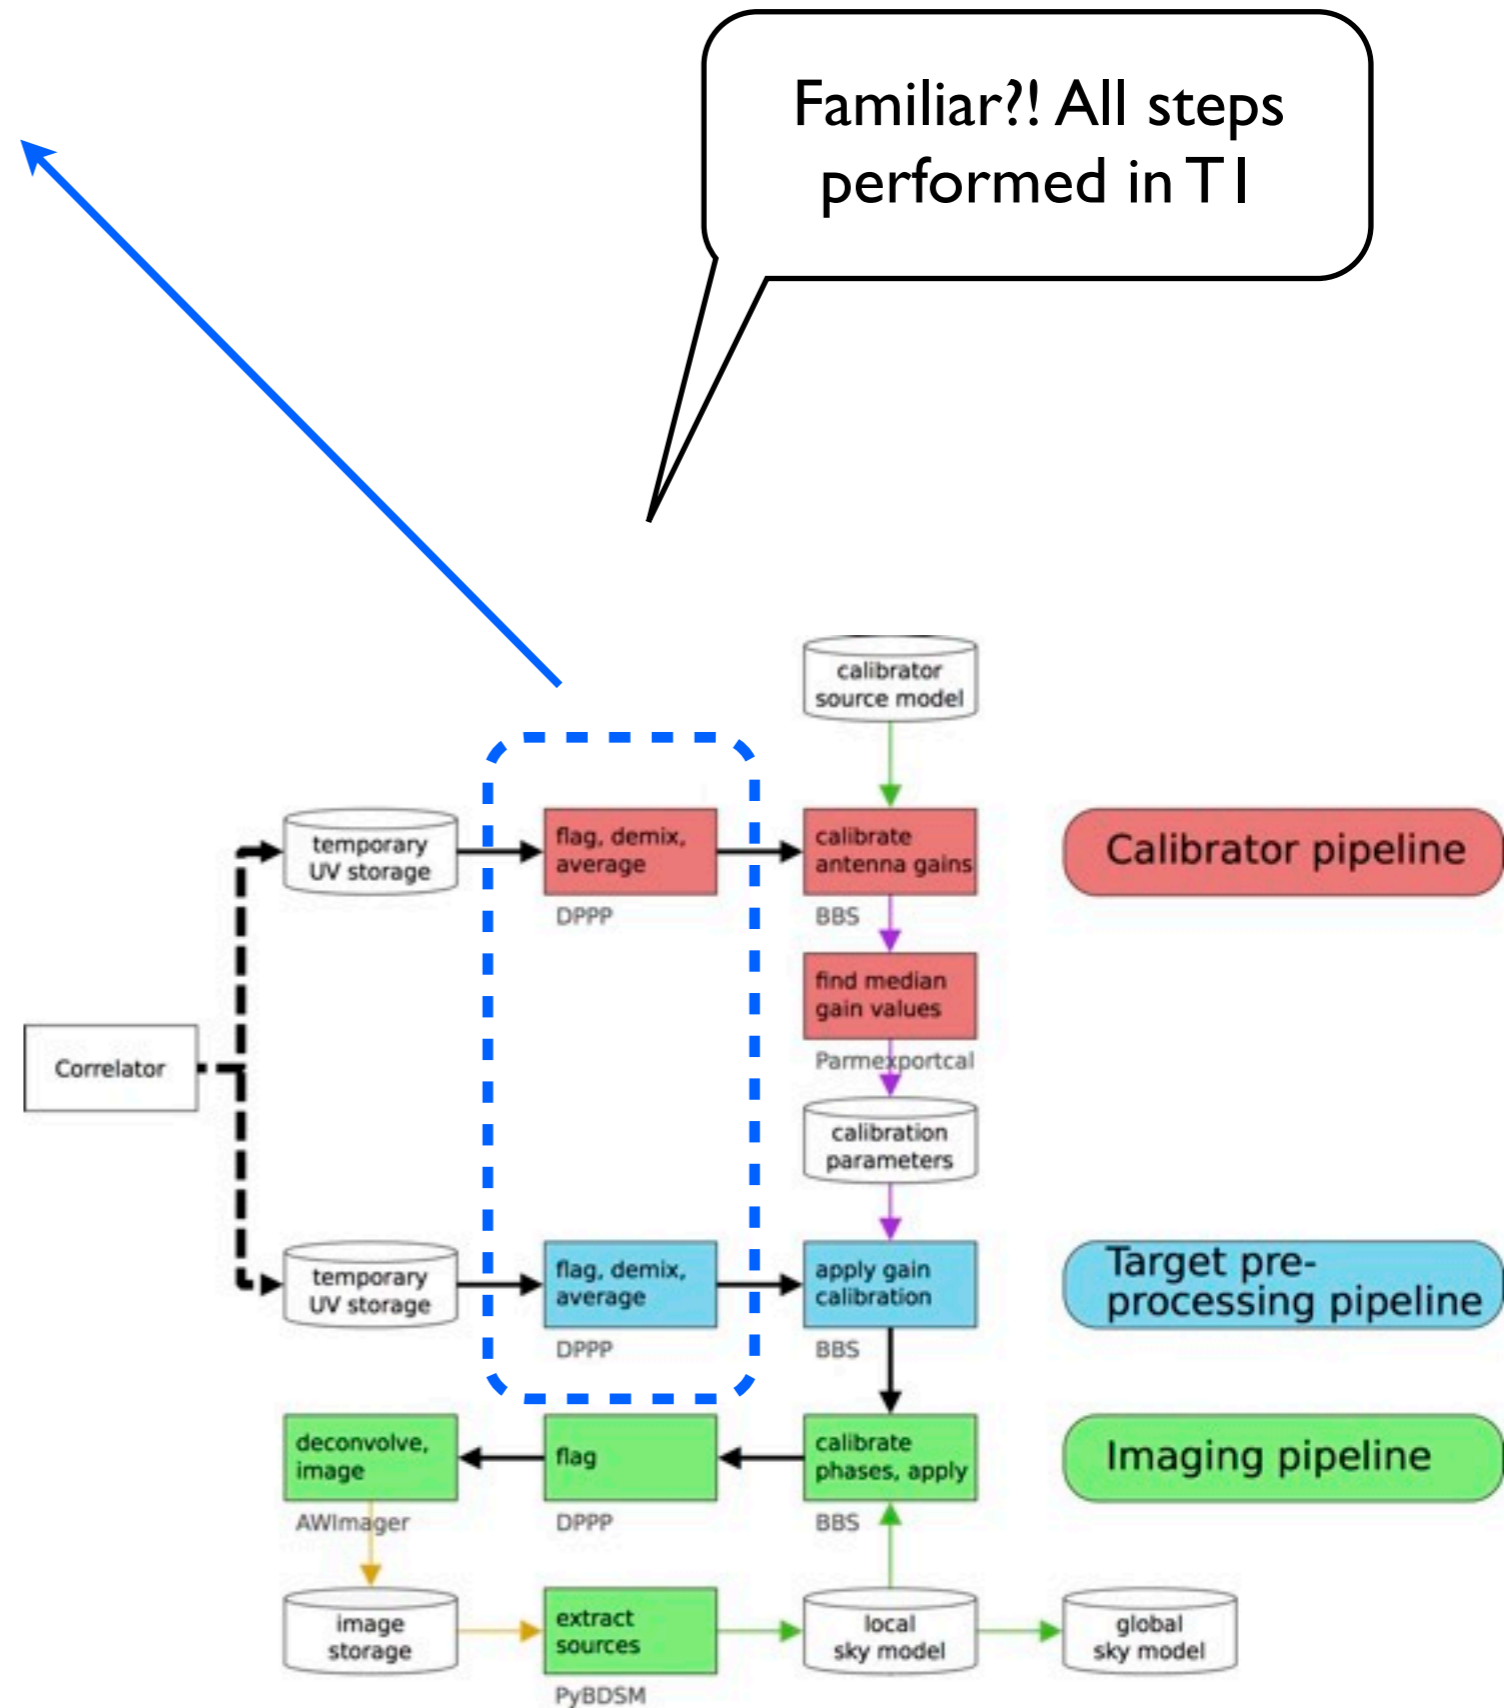 Familiar?! All steps
performed in T1
calibrator
source model
temporary
UV storage
flag, demix,
average
DPPP
calibrate
antenna gains
BBS
Calibrator pipeline
find median
gain values
Parmexportcal
Correlator
calibration
parameters
temporary
UV storage
flag, demix,
average
DPPP
apply gain
calibration
BBS
Target pre-
processing pipeline
deconvolve,
image
AWImager
flag
DPPP
calibrate
phases, apply
BBS
Imaging pipeline
image
storage
extract
sources
PyBDSM
local
sky model
global
sky model